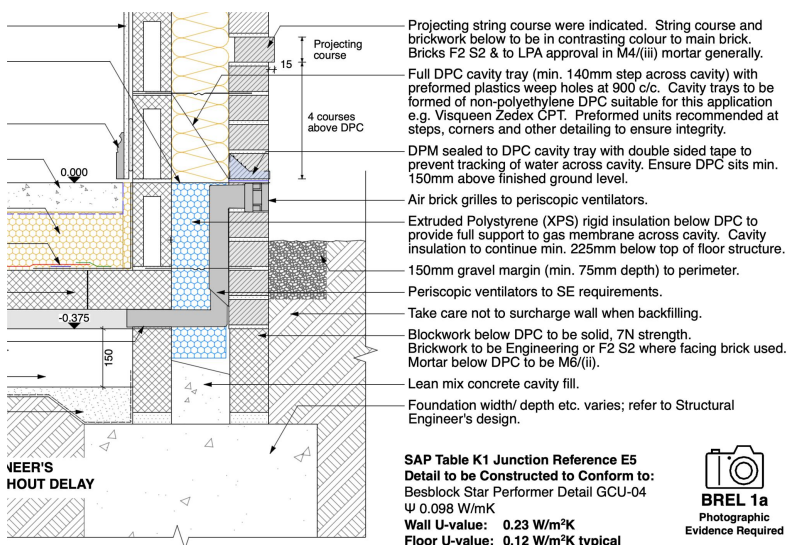 Projecting string course were indicated. String course and
brickwork below to be in contrasting colour to main brick.
Bricks F2 S2 & to LPA approval in M4/(iii) mortar generally.
Projecting
course
15
Full DPC cavity tray (min. 140mm step across cavity) with
preformed plastics weep holes at 900 c/c. Cavity trays to be
formed of non-polyethylene DPC suitable for this application
e.g. Visqueen Zedex CPT. Preformed units recommended at
steps, corners and other detailing to ensure integrity.
4 courses
above DPC
DPM sealed to DPC cavity tray with double sided tape to
prevent tracking of water across cavity. Ensure DPC sits min.
150mm above finished ground level.
0.000
Air brick grilles to periscopic ventilators.
Extruded Polystyrene (XPS) rigid insulation below DPC to
provide full support to gas membrane across cavity. Cavity
insulation to continue min. 225mm below top of floor structure.
150mm gravel margin (min. 75mm depth) to perimeter.
Periscopic ventilators to SE requirements.
-0.375
Take care not to surcharge wall when backfilling.
Blockwork below DPC to be solid, 7N strength.
Brickwork to be Engineering or F2 S2 where facing brick used.
Mortar below DPC to be M6/(ii).
150
Lean mix concrete cavity fill.
Foundation width/ depth etc. varies; refer to Structural
Engineer's design.
NEER'S
HOUT DELAY
SAP Table K1 Junction Reference E5
Detail to be Constructed to Conform to:
Besblock Star Performer Detail GCU-04
Ψ 0.098 W/mK
Wall U-value: 0.23 W/m²K
Floor U-value: 0.12 W/m²K typical
BREL 1a
Photographic
Evidence Required